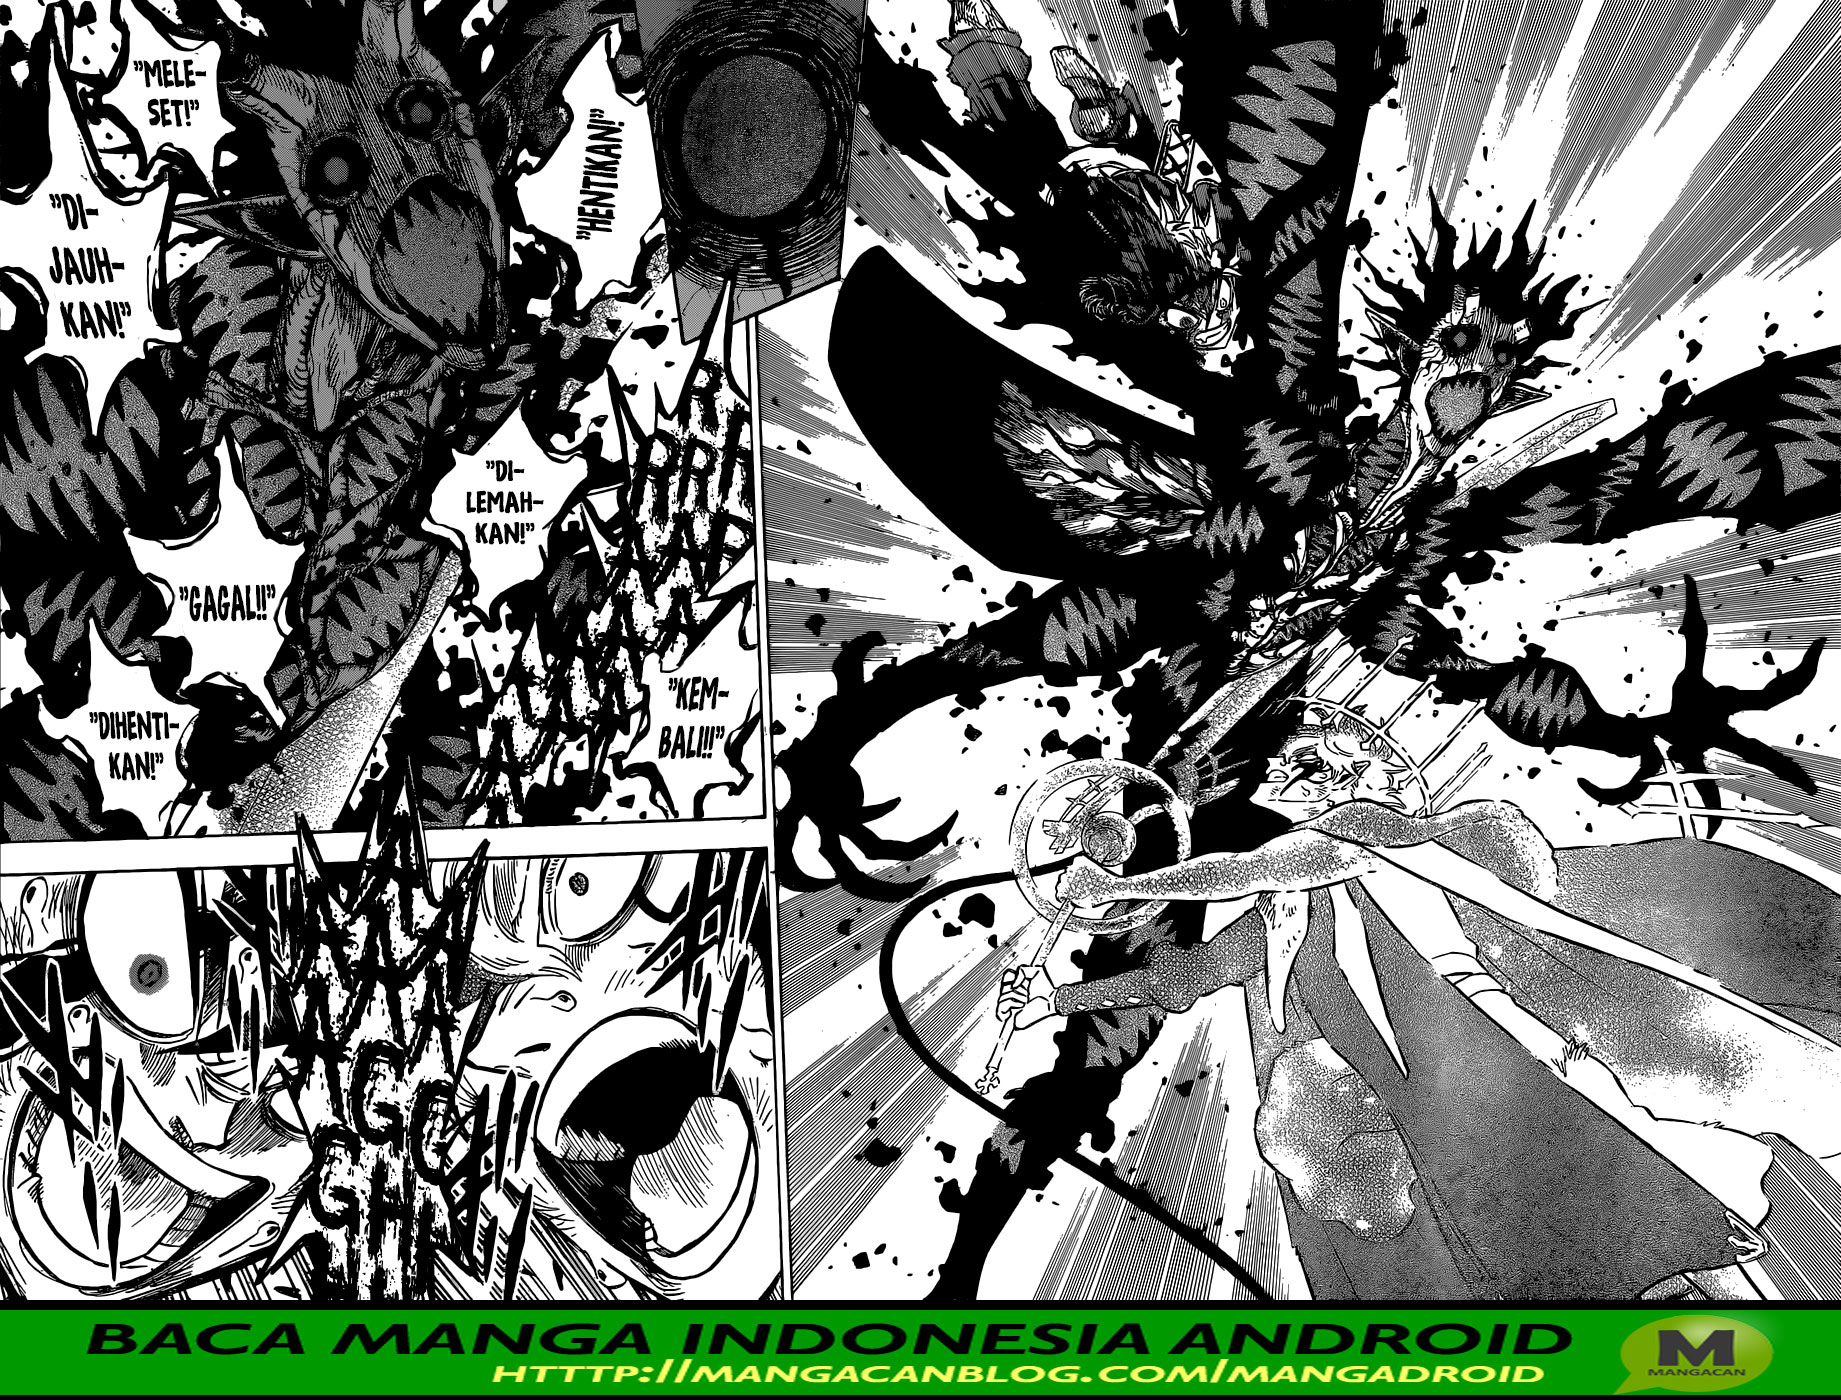 "HENTIKAN!"
"MELE-
SET!"
"DI-
JAUH-
KAN!"
"DI-
LEMAH-
KAN!"
"GAGAL!!"
"KEM-
BALI!!"
"DIHENTI-
KAN!"
BACA MANGA INDONESIA ANDROID
HTTTP://MANGACANBLOG.COM/MANGADROID
M
MANGACAN